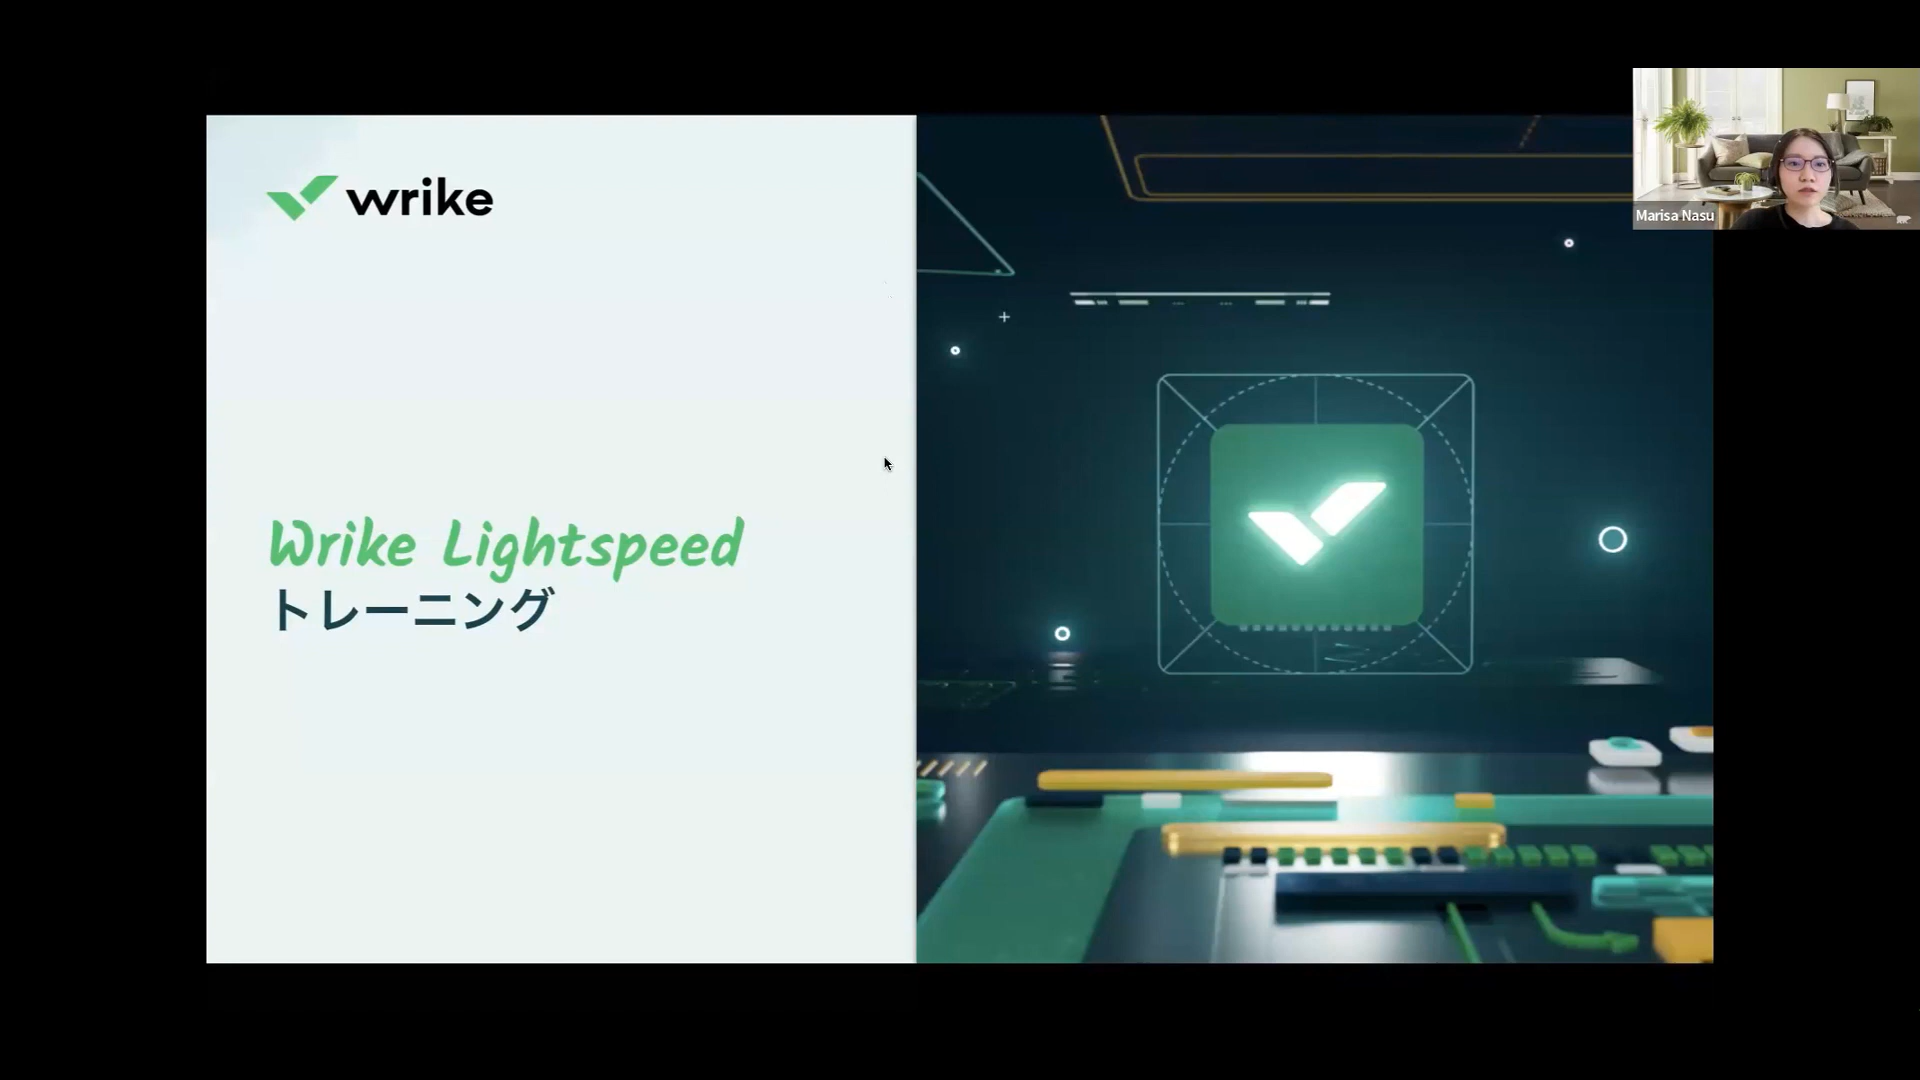 wrike
Wrike Lightspeed
トレーニング
Marisa Nasu